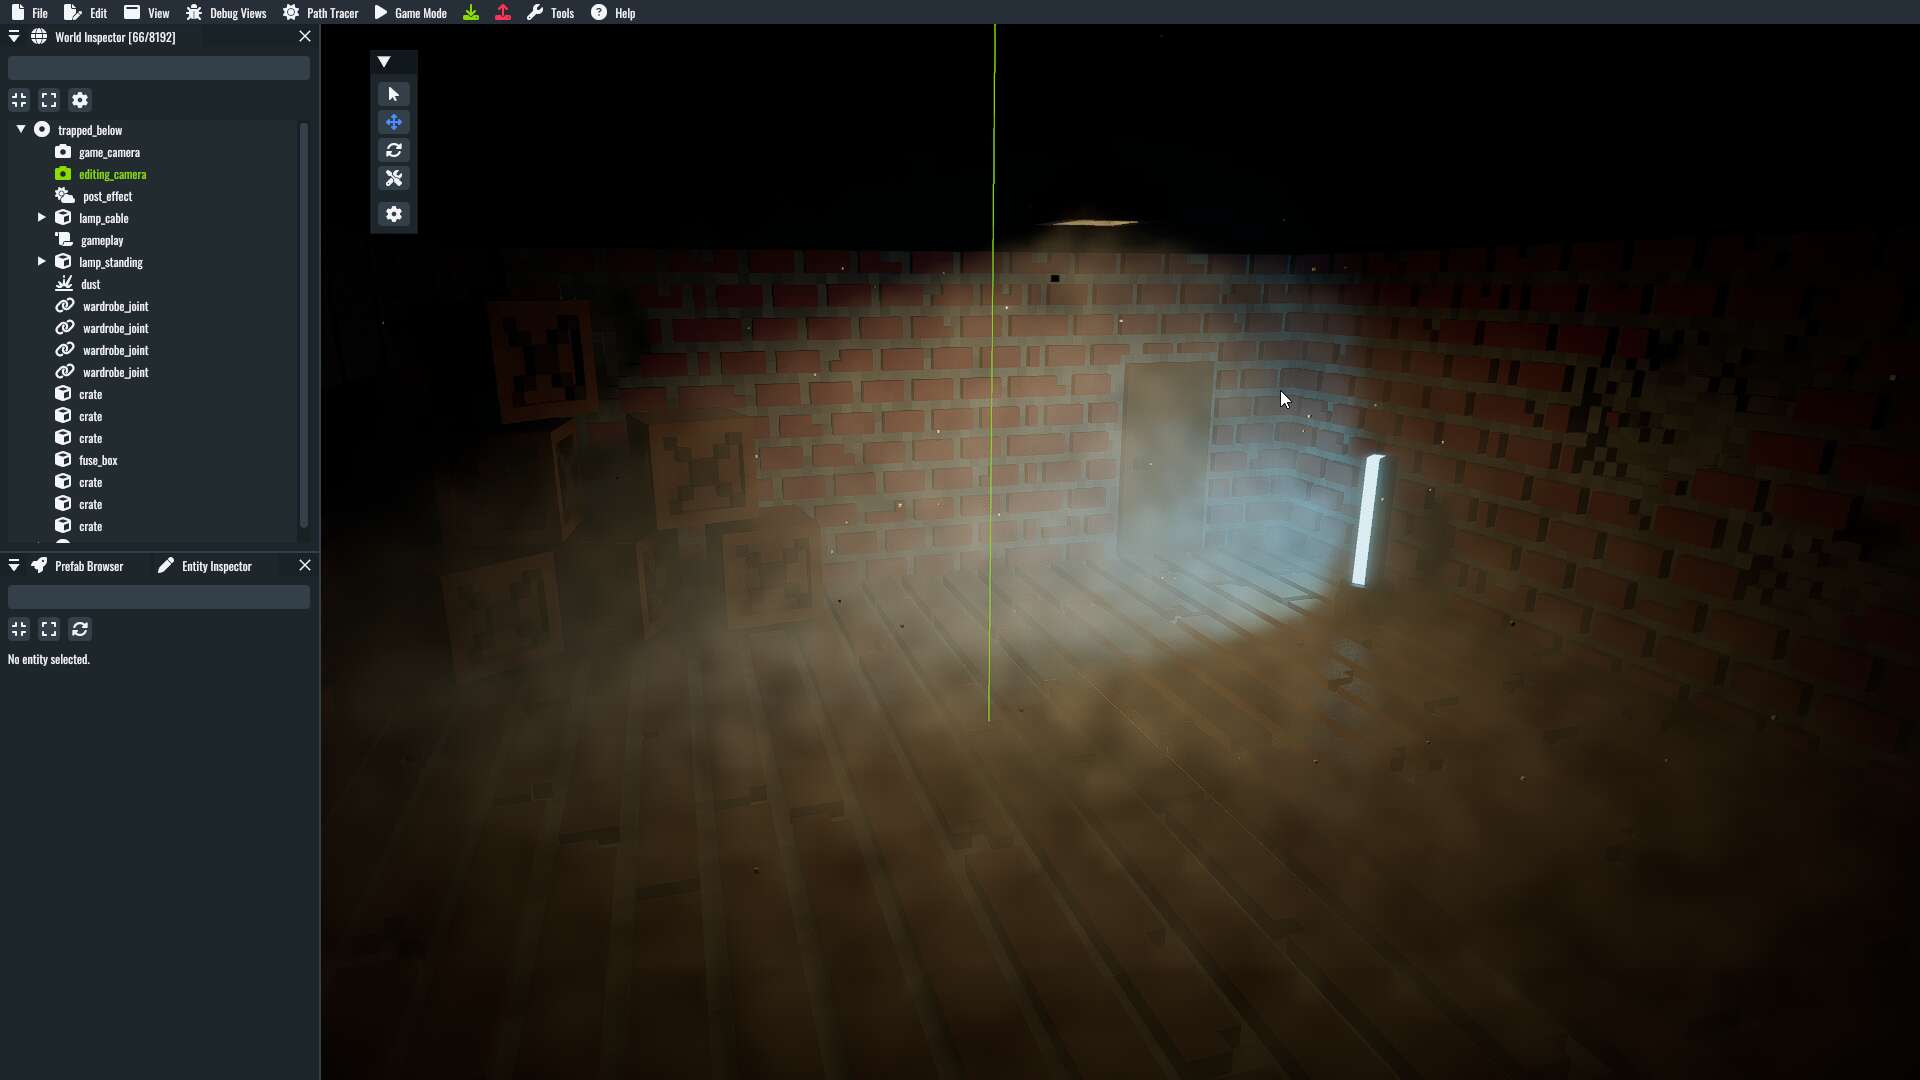 File Edit View Debug Views Path Tracer Game Mode Tools Help
World Inspector [66/8192]
trapped_below
game_camera
editing_camera
post_effect
lamp_cable
gameplay
lamp_standing
dust
wardrobe_joint
wardrobe_joint
wardrobe_joint
wardrobe_joint
crate
crate
crate
fuse_box
crate
crate
crate
Prefab Browser Entity Inspector
No entity selected.